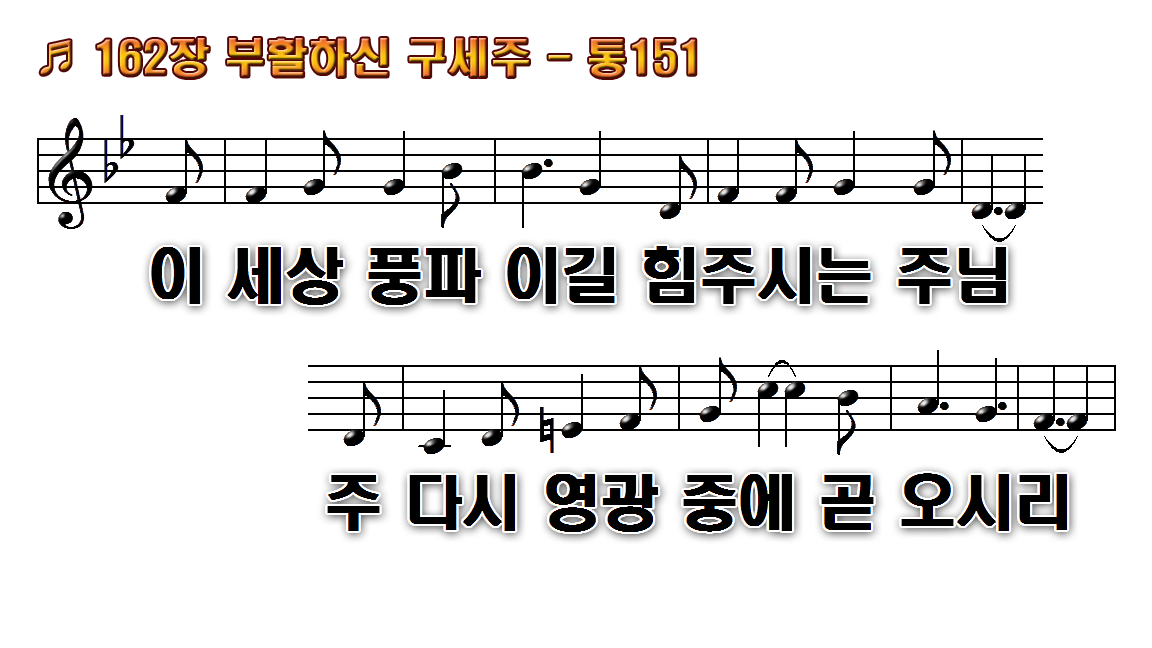 162장 부활하신 구세주 - 통151
이 세상 풍파 이길 힘주시는 주님
주 다시 영광 중에 곧 오시리